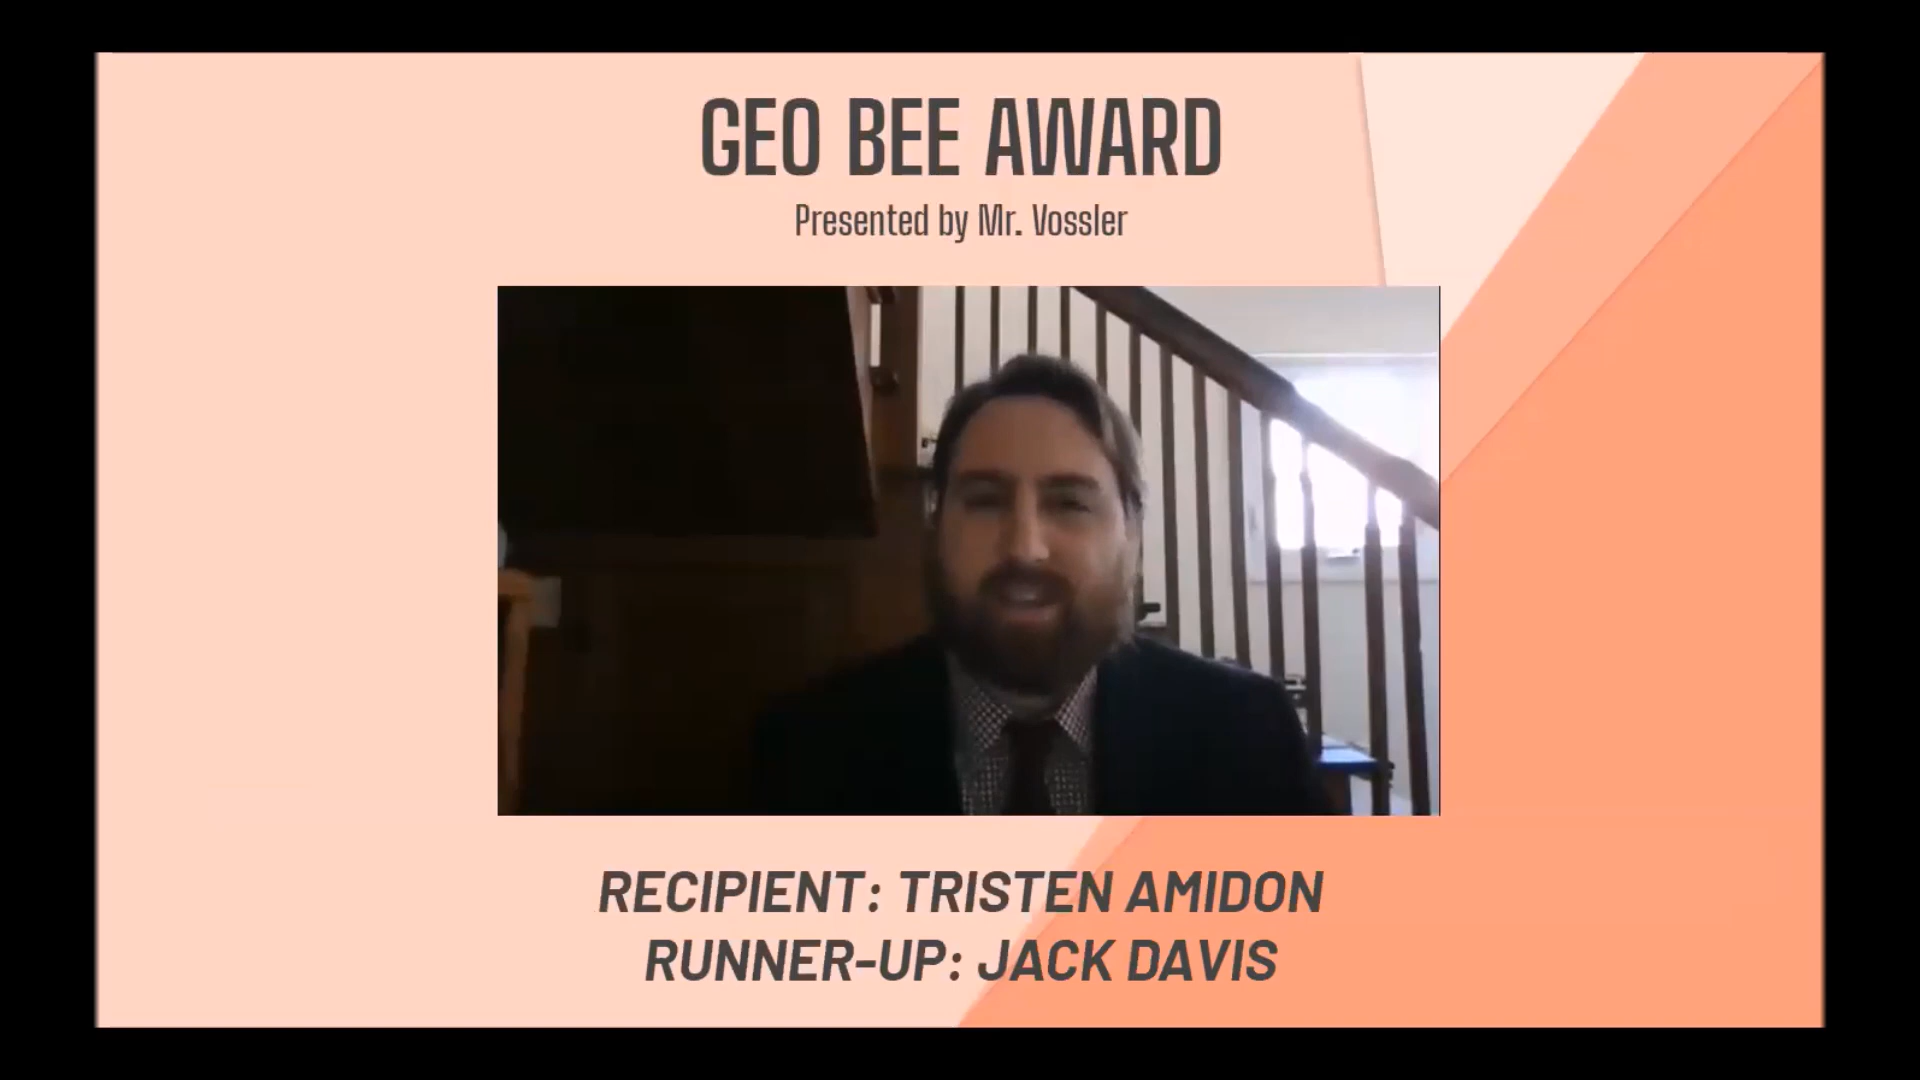 GEO BEE AWARD
Presented by Mr. Vossler
RECIPIENT: TRISTEN AMIDON
RUNNER-UP: JACK DAVIS